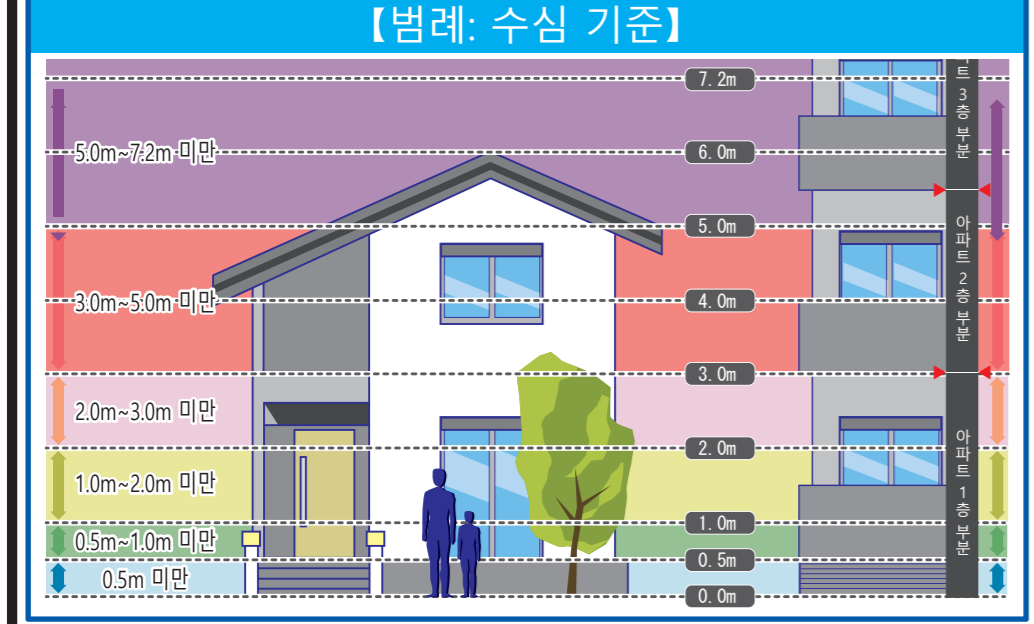 【범례: 수심 기준】
7.2m
5.0m~7.2m 미만
6.0m
5.0m
3.0m~5.0m 미만
4.0m
3.0m
2.0m~3.0m 미만
2.0m
1.0m~2.0m 미만
1.0m
0.5m~1.0m 미만
0.5m
0.5m 미만
0.0m
트 3층 부분
아파트 2층 부분
아파트 1층 부분